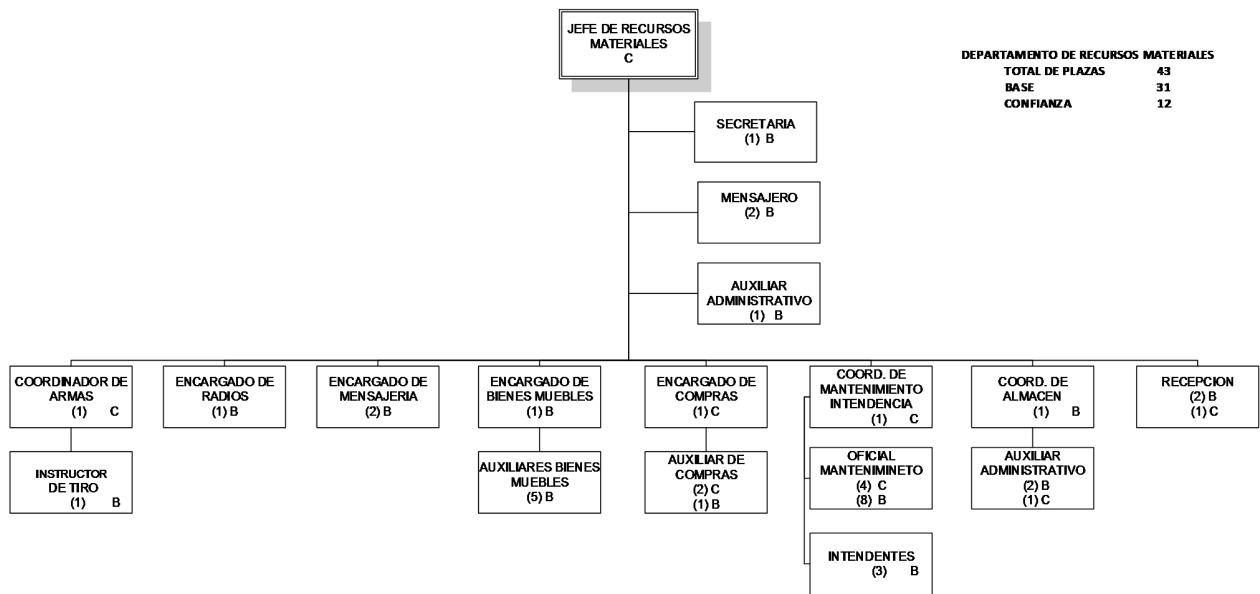 JEFE DE RECURSOS
MATERIALES
C
DEPARTAMENTO DE RECURSOS MATERIALES
TOTAL DE PLAZAS 43
BASE 31
CONFIANZA 12
SECRETARIA
(1) B
MENSAJERO
(2) B
AUXILIAR
ADMINISTRATIVO
(1) B
COORDINADOR DE
ARMAS
(1) C
ENCARGADO DE
RADIOS
(1) B
ENCARGADO DE
MENSAJERIA
(2) B
ENCARGADO DE
BIENES MUEBLES
(1) B
ENCARGADO DE
COMPRAS
(1) C
COORD. DE
MANTENIMIENTO
INTENDENCIA
(1) C
COORD. DE
ALMACEN
(1) B
RECEPCION
(2) B
(1) C
INSTRUCTOR
DE TIRO
(1) B
AUXILIARES BIENES
MUEBLES
(5) B
AUXILIAR DE
COMPRAS
(2) C
(1) B
OFICIAL
MANTENIMINETO
(4) C
(8) B
AUXILIAR
ADMINISTRATIVO
(2) B
(1) C
INTENDENTES
(3) B